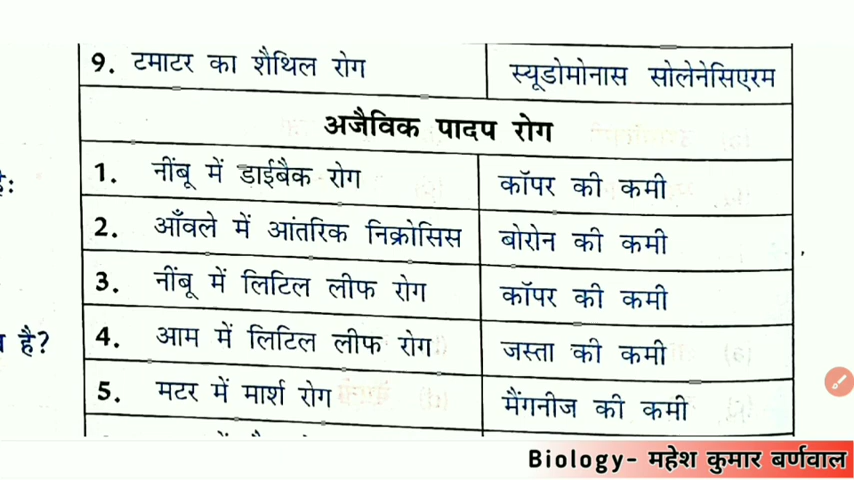 9. टमाटर का शैथिल रोग स्यूडोमोनास सोलेनेसिएरम
अजैविक पादप रोग
1. नींबू में डाईबैक रोग कॉपर की कमी
है:
2. आँवले में आंतरिक निक्रोसिस बोरोन की कमी
3. नींबू में लिटिल लीफ रोग कॉपर की कमी
है?
4. आम में लिटिल लीफ रोग जस्ता की कमी
5. मटर में मार्श रोग मैंगनीज की कमी
Biology- महेश कुमार बर्णवाल